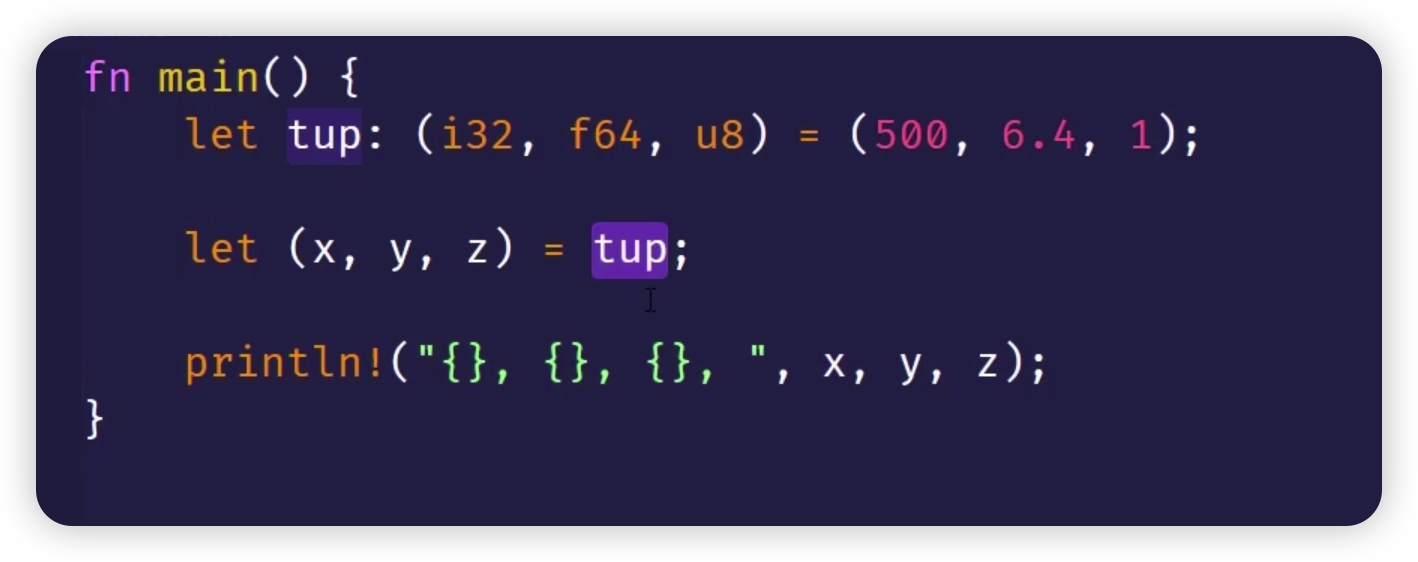 fn main() {
    let tup: (i32, f64, u8) = (500, 6.4, 1);
    let (x, y, z) = tup;
    println!("{}, {}, {}, ", x, y, z);
}